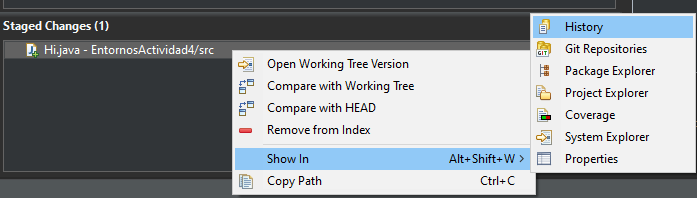 Staged Changes (1)
Hi.java - EntornosActividad4/src
Open Working Tree Version
Compare with Working Tree
Compare with HEAD
Remove from Index
Show In Alt+Shift+W
Copy Path Ctrl+C
History
GIT Git Repositories
Package Explorer
Project Explorer
Coverage
System Explorer
Properties